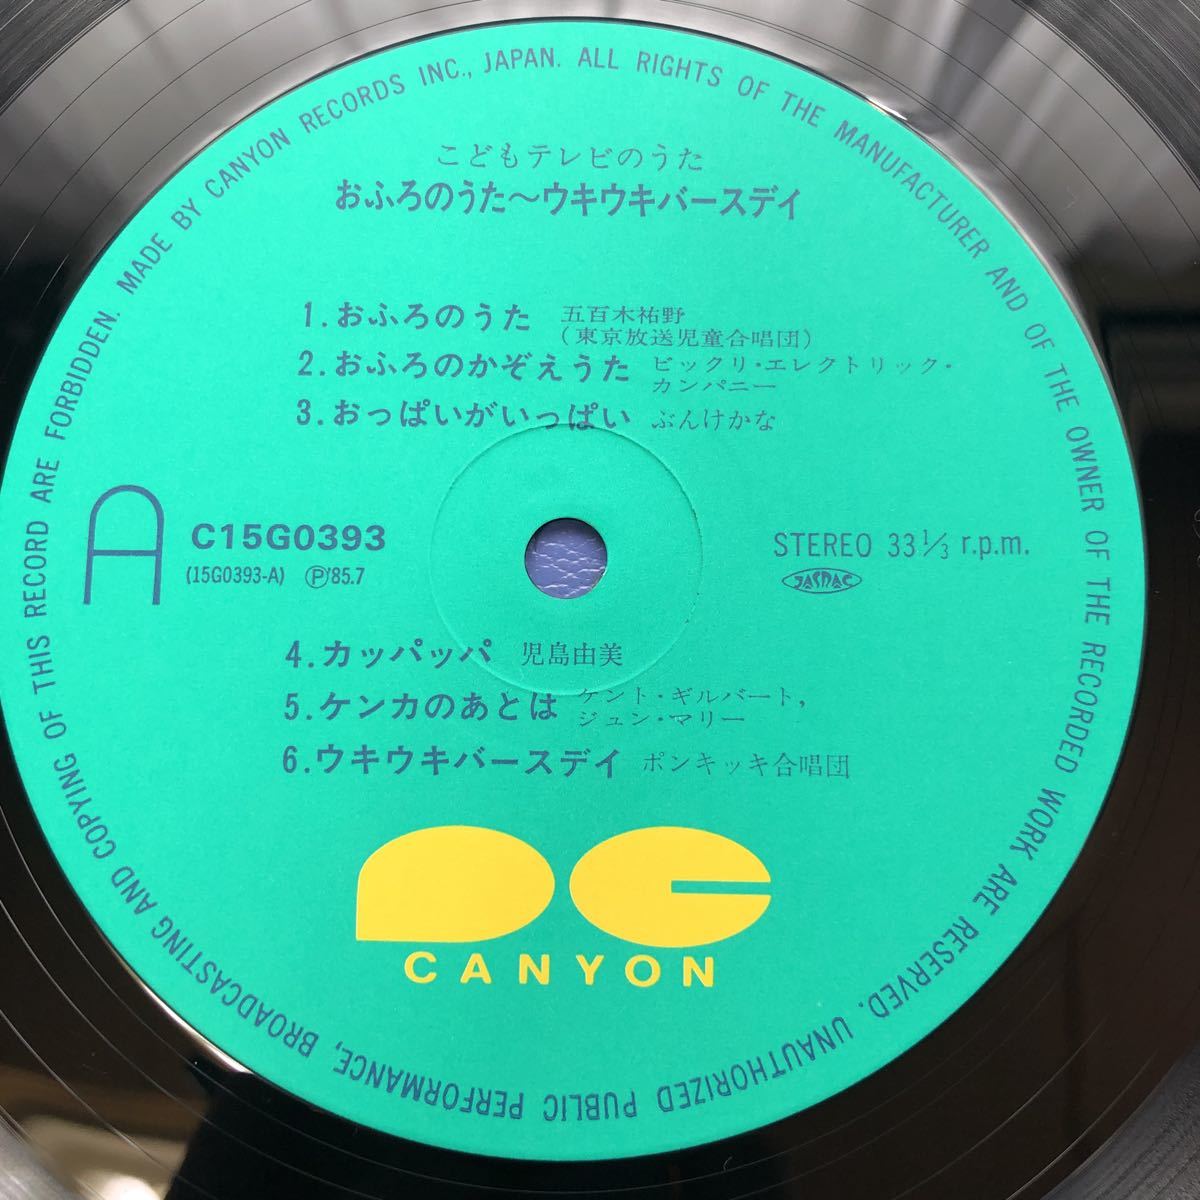 こどもテレビのうた
おふろのうた〜ウキウキバースデイ
1.おふろのうた 五百木祐野
(東京放送児童合唱団)
2.おふろのかぞえうた ビックリ・エレクトリック・
カンパニー
3.おっぱいがいっぱい ぶんけかな
A
C15G0393
(15G0393-A) Ⓟ'85.7
STEREO 33 1/3 r.p.m.
JASRAC
4.カッパッパ 児島由美
5.ケンカのあとは ケント・ギルバート,
ジュン・マリー
6.ウキウキバースデイ ポンキッキ合唱団
CANYON
MADE BY CANYON RECORDS INC., JAPAN. ALL RIGHTS OF THE MANUFACTURER AND OF THE OWNER OF THE RECORDED WORK ARE RESERVED. UNAUTHORIZED PUBLIC PERFORMANCE, BROADCASTING AND COPYING OF THIS RECORD ARE FORBIDDEN.